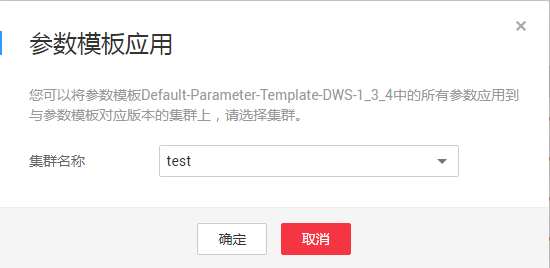 参数模板应用
您可以将参数模板Default-Parameter-Template-DWS-1_3_4中的所有参数应用到
与参数模板对应版本的集群上，请选择集群。
集群名称 test
确定 取消